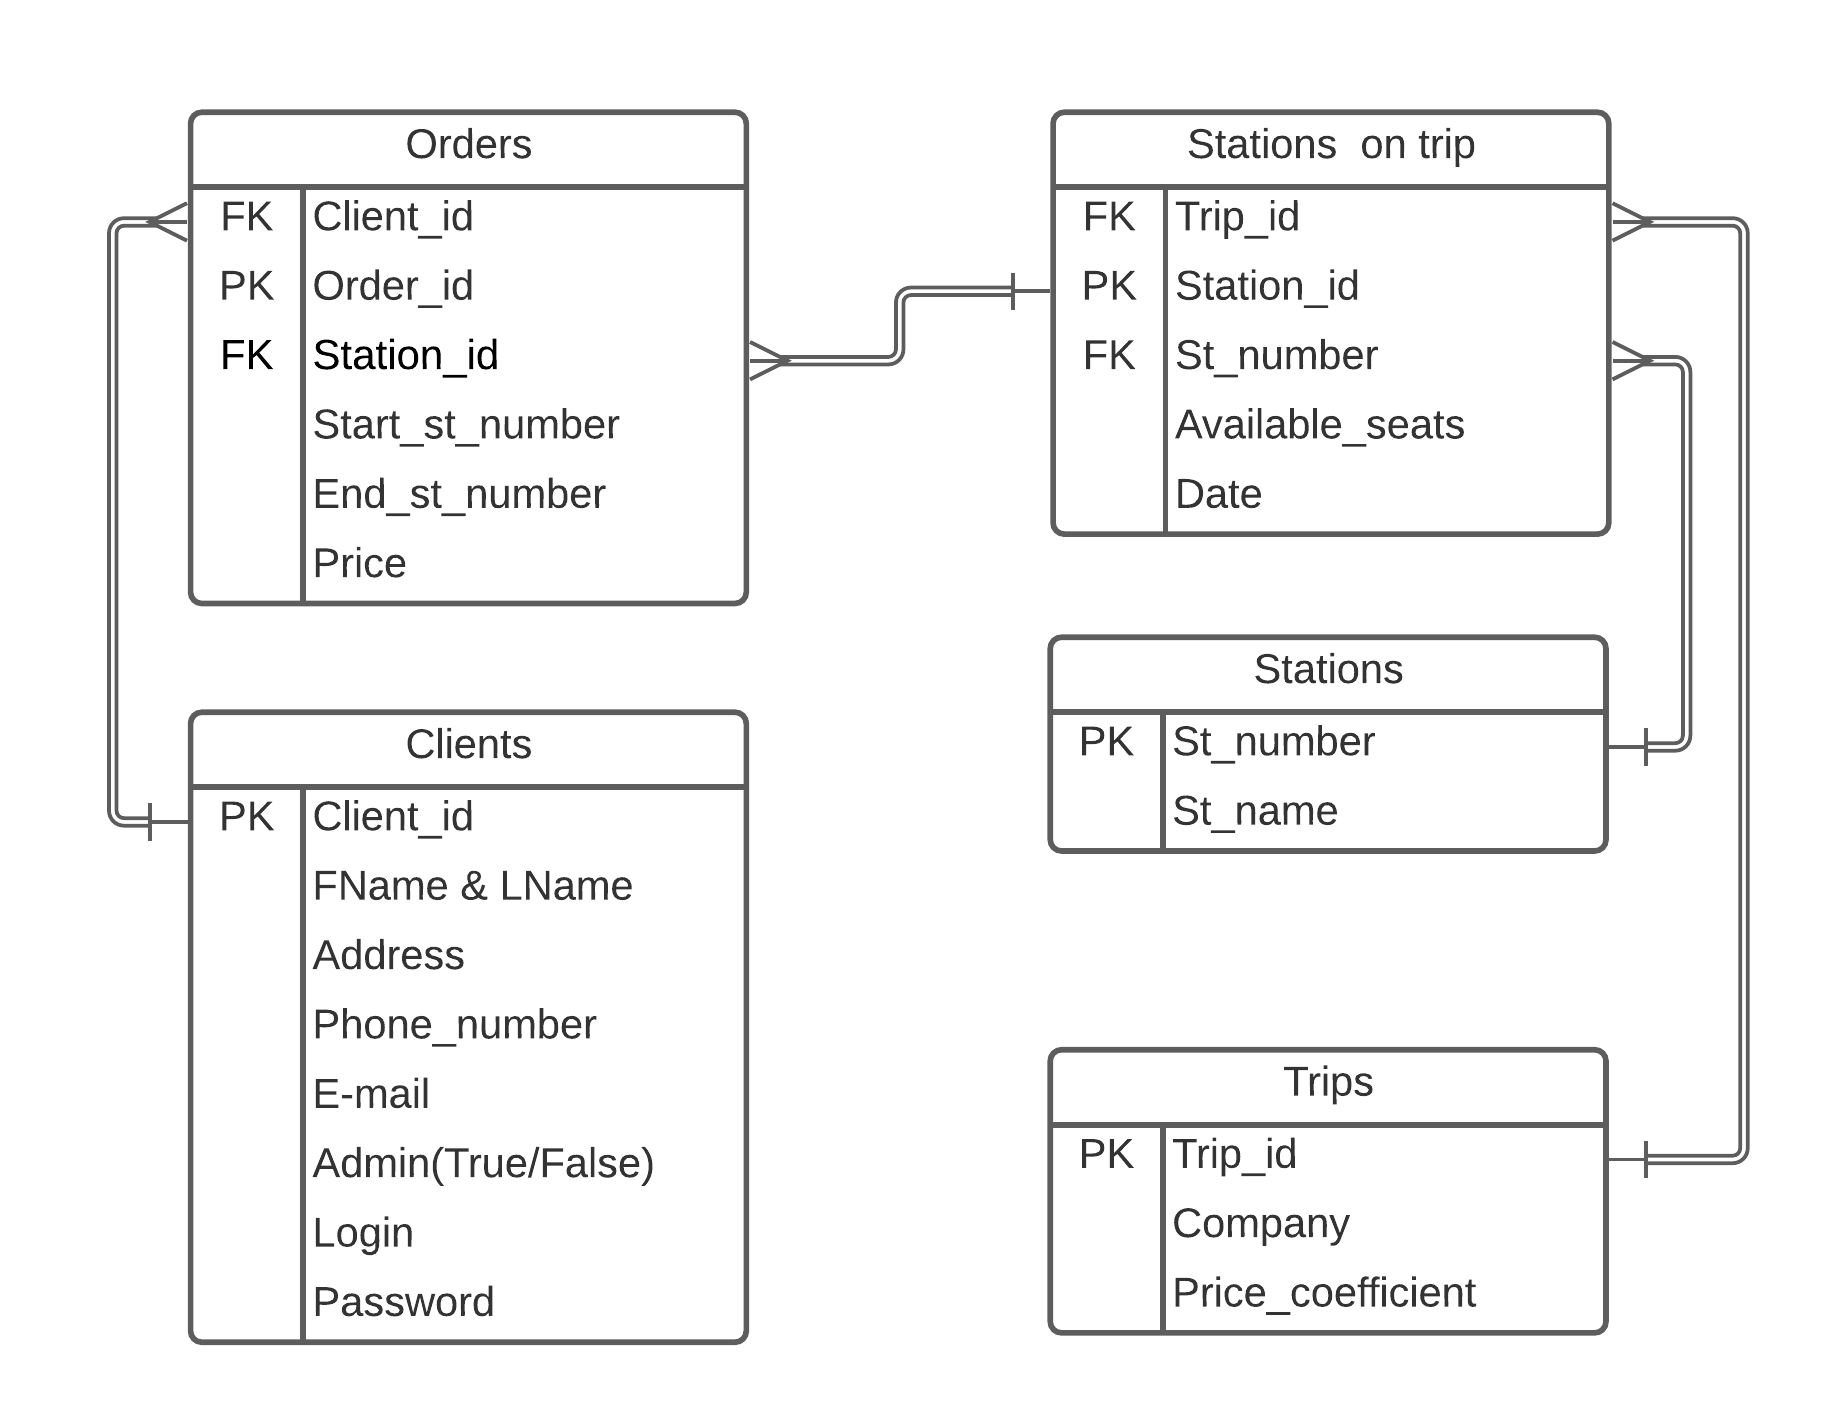 Orders
FK Client_id
PK Order_id
FK Station_id
Start_st_number
End_st_number
Price
Stations  on trip
FK Trip_id
PK Station_id
FK St_number
Available_seats
Date
Clients
PK Client_id
FName & LName
Address
Phone_number
E-mail
Admin(True/False)
Login
Password
Stations
PK St_number
St_name
Trips
PK Trip_id
Company
Price_coefficient